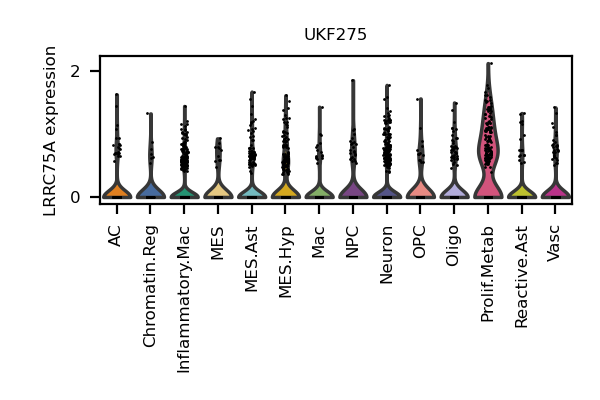 UKF275
LRRC75A expression
2
0
AC
Chromatin.Reg
Inflammatory.Mac
MES
MES.Ast
MES.Hyp
Mac
NPC
Neuron
OPC
Oligo
Prolif.Metab
Reactive.Ast
Vasc